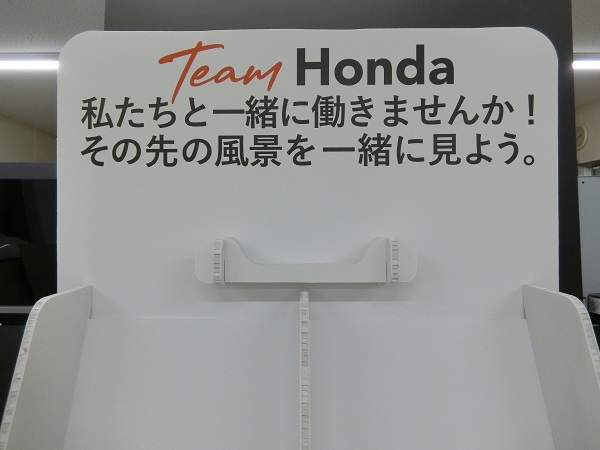 Team Honda
私たちと一緒に働きませんか！
その先の風景を一緒に見よう。